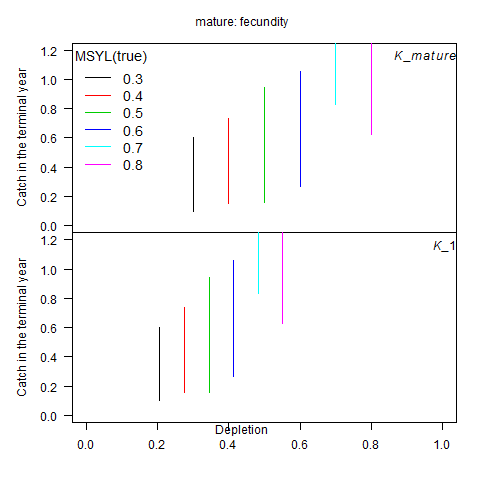 mature: fecundity
Catch in the terminal year
1.2
1.0
0.8
0.6
0.4
0.2
0.0
MSYL(true)
0.3
0.4
0.5
0.6
0.7
0.8
K_mature
Catch in the terminal year
1.2
1.0
0.8
0.6
0.4
0.2
0.0
K_1
Depletion
0.0 0.2 0.4 0.6 0.8 1.0